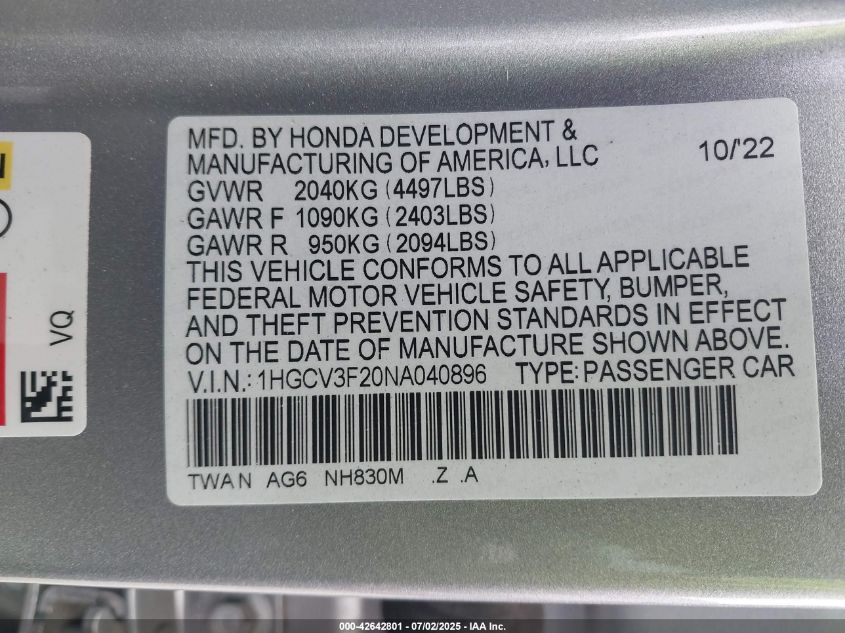 MFD. BY HONDA DEVELOPMENT &
MANUFACTURING OF AMERICA, LLC 10/'22
GVWR 2040KG (4497LBS)
GAWR F 1090KG (2403LBS)
GAWR R 950KG (2094LBS)
THIS VEHICLE CONFORMS TO ALL APPLICABLE
FEDERAL MOTOR VEHICLE SAFETY, BUMPER,
AND THEFT PREVENTION STANDARDS IN EFFECT
ON THE DATE OF MANUFACTURE SHOWN ABOVE.
V.I.N.: 1HGCV3F20NA040896 TYPE: PASSENGER CAR
TWAN AG6 NH830M .Z .A
VQ
000-42642801 - 07/02/2025 - IAA Inc.